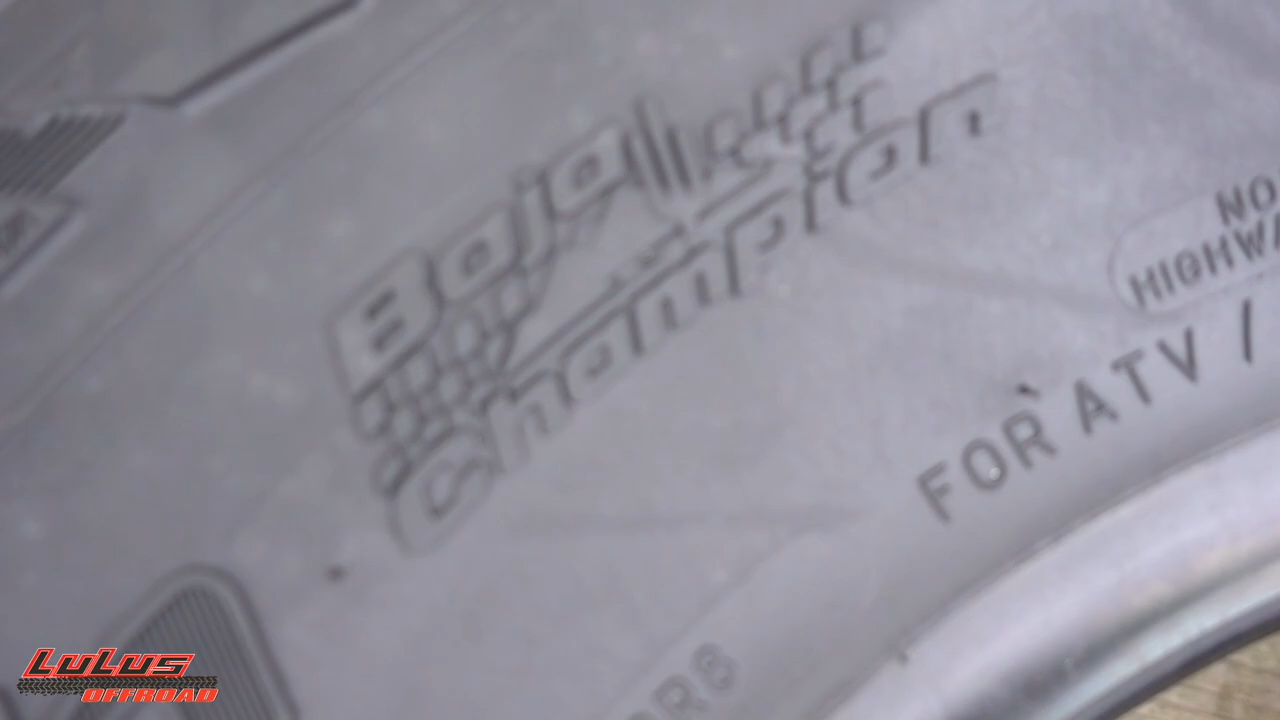 Baja
Champion
NO
HIGHWA
FOR ATV /
LULUS
OFFROAD